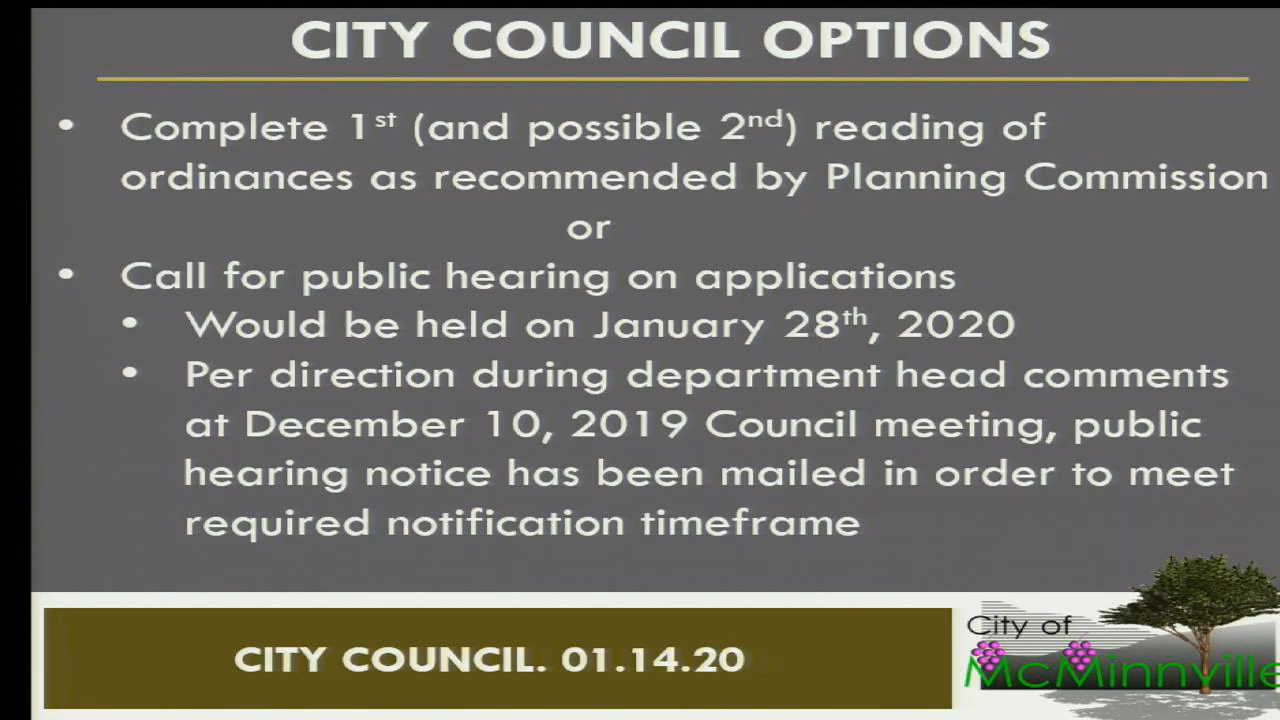 CITY COUNCIL OPTIONS
• Complete 1st (and possible 2nd) reading of
ordinances as recommended by Planning Commission
or
• Call for public hearing on applications
• Would be held on January 28th, 2020
• Per direction during department head comments
at December 10, 2019 Council meeting, public
hearing notice has been mailed in order to meet
required notification timeframe
CITY COUNCIL. 01.14.20
City of
McMinnville